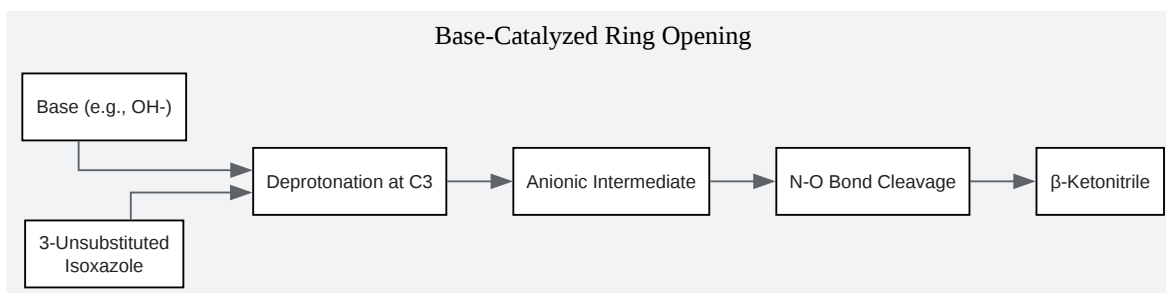 Base-Catalyzed Ring Opening
Base (e.g., OH-)
Deprotonation at C3
Anionic Intermediate
N-O Bond Cleavage
β-Ketonitrile
3-Unsubstituted
Isoxazole